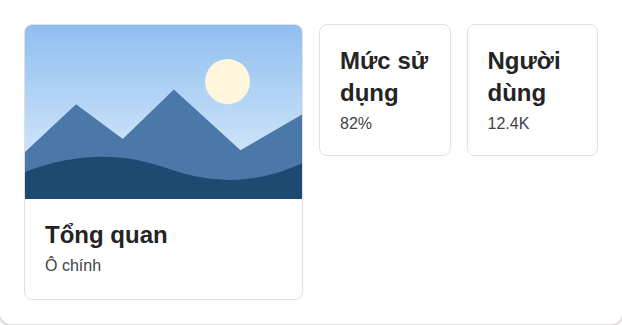 Tổng quan
Ô chính
Mức sử
dụng
82%
Người
dùng
12.4K